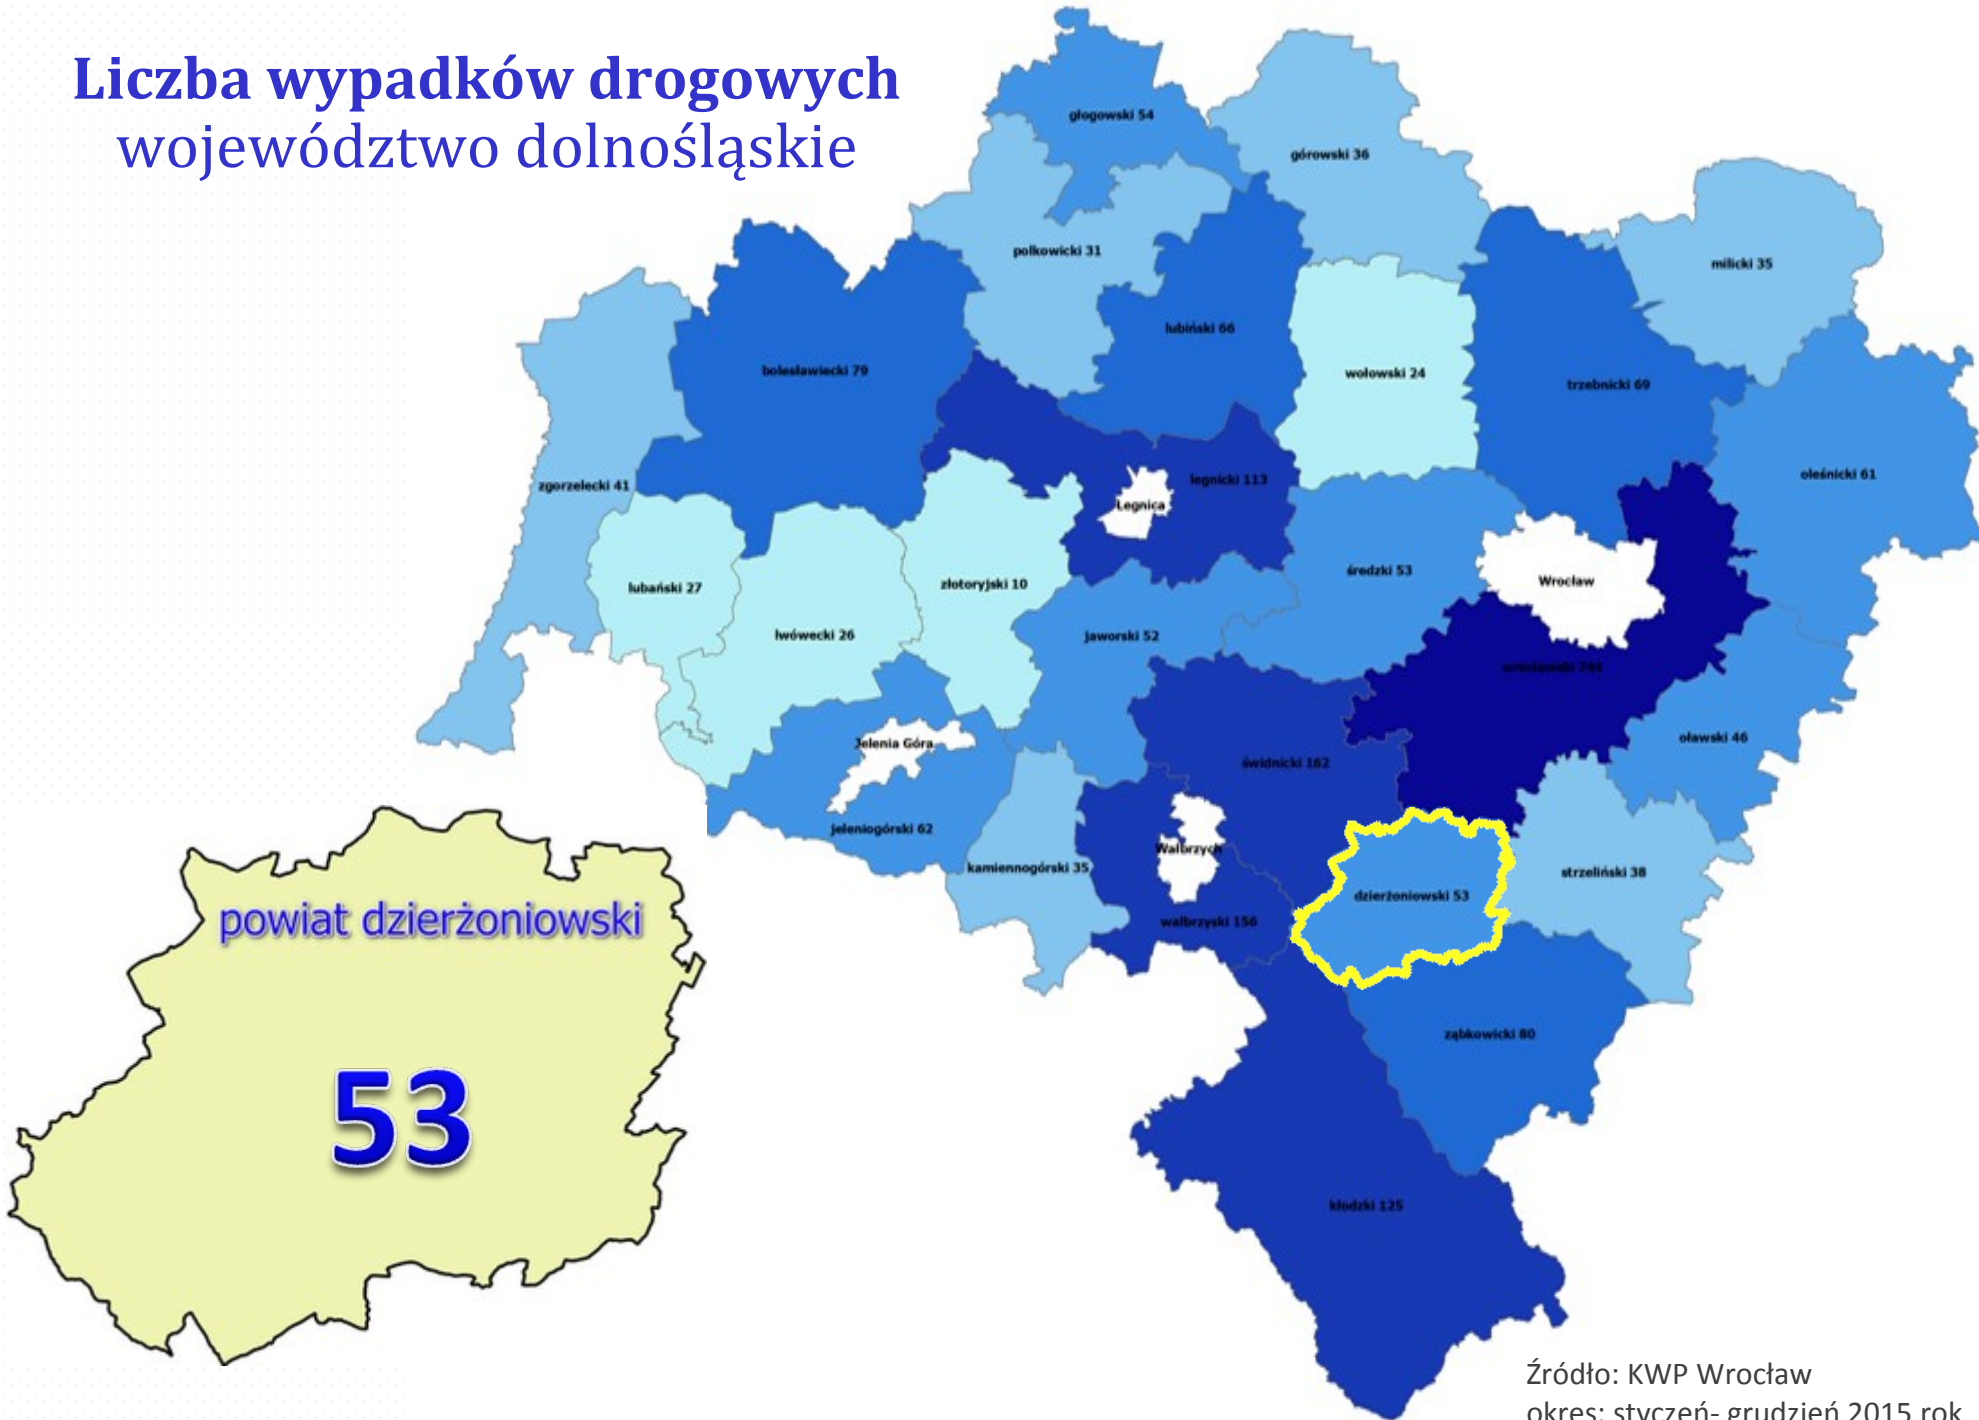 Liczba wypadków drogowych
województwo dolnośląskie
głogowski 54
górowski 36
polkowicki 31
milicki 35
lubiński 66
bolesławiecki 79
wołowski 24
trzebnicki 69
zgorzelecki 41
legnicki 113
Legnica
oleśnicki 61
lubański 27
złotoryjski 10
średzki 53
Wrocław
lwówecki 26
jaworski 52
wrocławski 744
Jelenia Góra
świdnicki 162
oławski 46
jeleniogórski 62
kamiennogórski 35
Wałbrzych
strzeliński 38
dzierżoniowski 53
wałbrzyski 156
powiat dzierżoniowski
53
ząbkowicki 80
kłodzki 125
Źródło: KWP Wrocław
okres: styczeń- grudzień 2015 rok